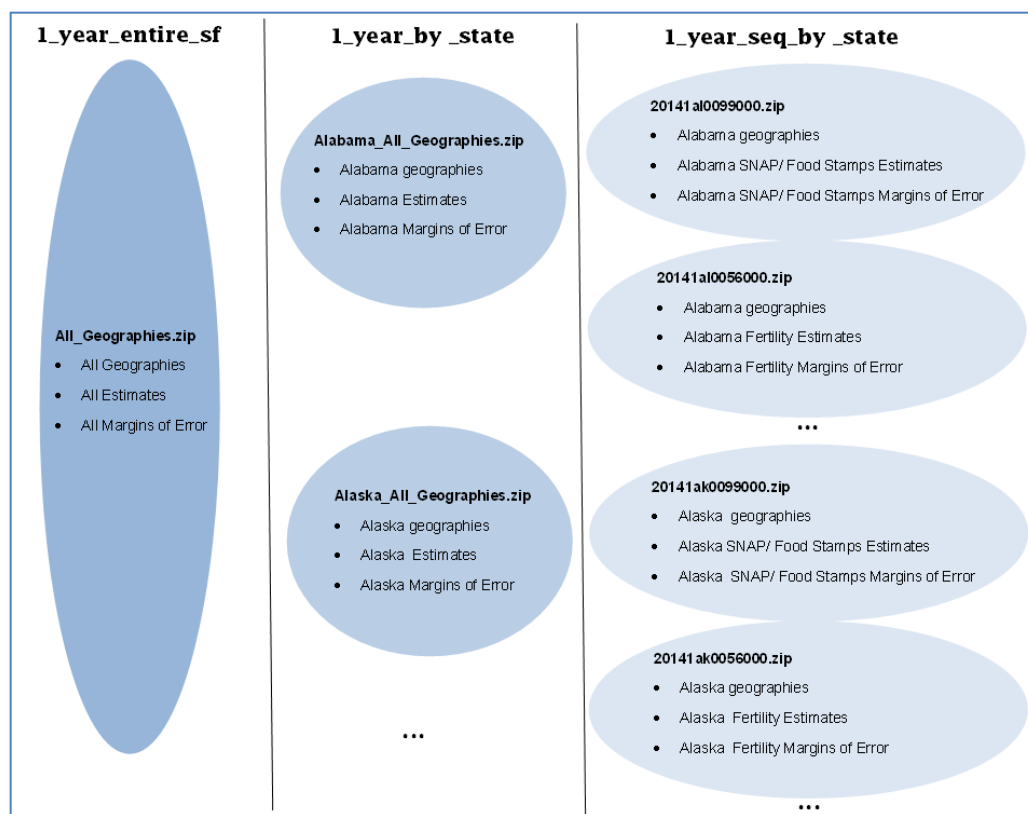 1_year_entire_sf
All_Geographies.zip
• All Geographies
• All Estimates
• All Margins of Error
1_year_by _state
Alabama_All_Geographies.zip
• Alabama geographies
• Alabama Estimates
• Alabama Margins of Error
Alaska_All_Geographies.zip
• Alaska geographies
• Alaska Estimates
• Alaska Margins of Error
...
1_year_seq_by _state
20141al0099000.zip
• Alabama geographies
• Alabama SNAP/ Food Stamps Estimates
• Alabama SNAP/ Food Stamps Margins of Error
20141al0056000.zip
• Alabama geographies
• Alabama Fertility Estimates
• Alabama Fertility Margins of Error
...
20141ak0099000.zip
• Alaska geographies
• Alaska SNAP/ Food Stamps Estimates
• Alaska SNAP/ Food Stamps Margins of Error
20141ak0056000.zip
• Alaska geographies
• Alaska Fertility Estimates
• Alaska Fertility Margins of Error
...